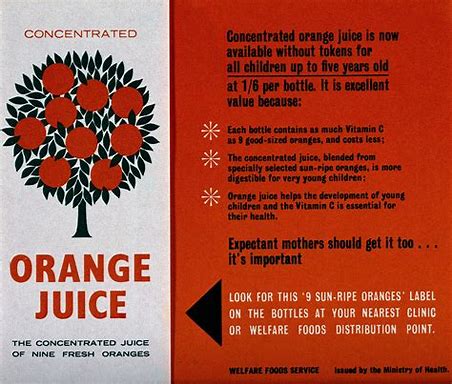 CONCENTRATED
ORANGE
JUICE
THE CONCENTRATED JUICE
OF NINE FRESH ORANGES
Concentrated orange juice is now
available without tokens for
all children up to five years old
at 1/6 per bottle. It is excellent
value because:
Each bottle contains as much Vitamin C
as 9 good-sized oranges, and costs less;
The concentrated juice, blended from
specially selected sun-ripe oranges, is more
digestible for very young children;
Orange juice helps the development of young
children and the Vitamin C is essential for
their health.
Expectant mothers should get it too . . .
it's important
LOOK FOR THIS '9 SUN-RIPE ORANGES' LABEL
ON THE BOTTLES AT YOUR NEAREST CLINIC
OR WELFARE FOODS DISTRIBUTION POINT.
WELFARE FOODS SERVICE Issued by the Ministry of Health.